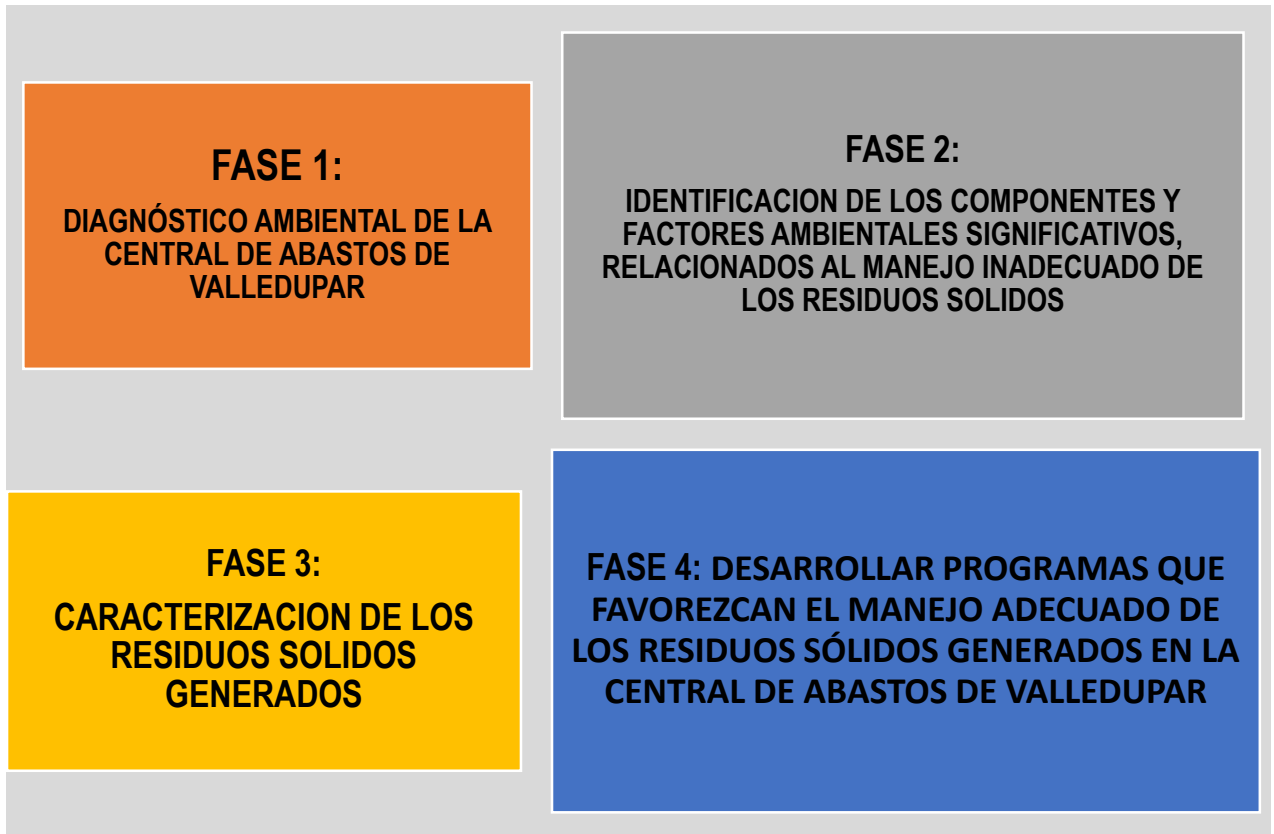 FASE 1:
DIAGNÓSTICO AMBIENTAL DE LA
CENTRAL DE ABASTOS DE
VALLEDUPAR
FASE 2:
IDENTIFICACION DE LOS COMPONENTES Y
FACTORES AMBIENTALES SIGNIFICATIVOS,
RELACIONADOS AL MANEJO INADECUADO DE
LOS RESIDUOS SOLIDOS
FASE 3:
CARACTERIZACION DE LOS
RESIDUOS SOLIDOS
GENERADOS
FASE 4: DESARROLLAR PROGRAMAS QUE
FAVOREZCAN EL MANEJO ADECUADO DE
LOS RESIDUOS SÓLIDOS GENERADOS EN LA
CENTRAL DE ABASTOS DE VALLEDUPAR